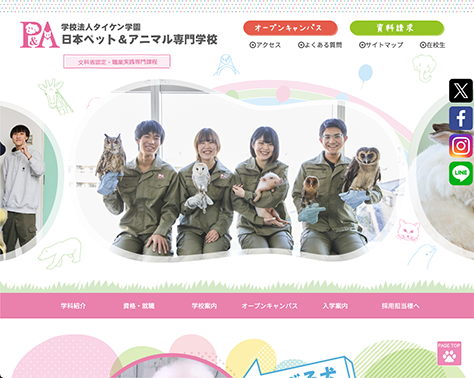 P&A
学校法人タイケン学園
日本ペット&アニマル専門学校
文科省認定・職業実践専門課程
オープンキャンパス
資料請求
アクセス
よくある質問
サイトマップ
在校生
LINE
学科紹介
資格・就職
学校案内
オープンキャンパス
入学案内
採用担当様へ
PAGE TOP